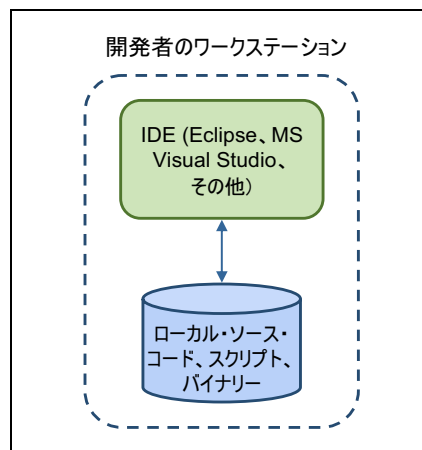 開発者のワークステーション
IDE (Eclipse、MS
Visual Studio、
その他)
ローカル・ソース・
コード、スクリプト、
バイナリー